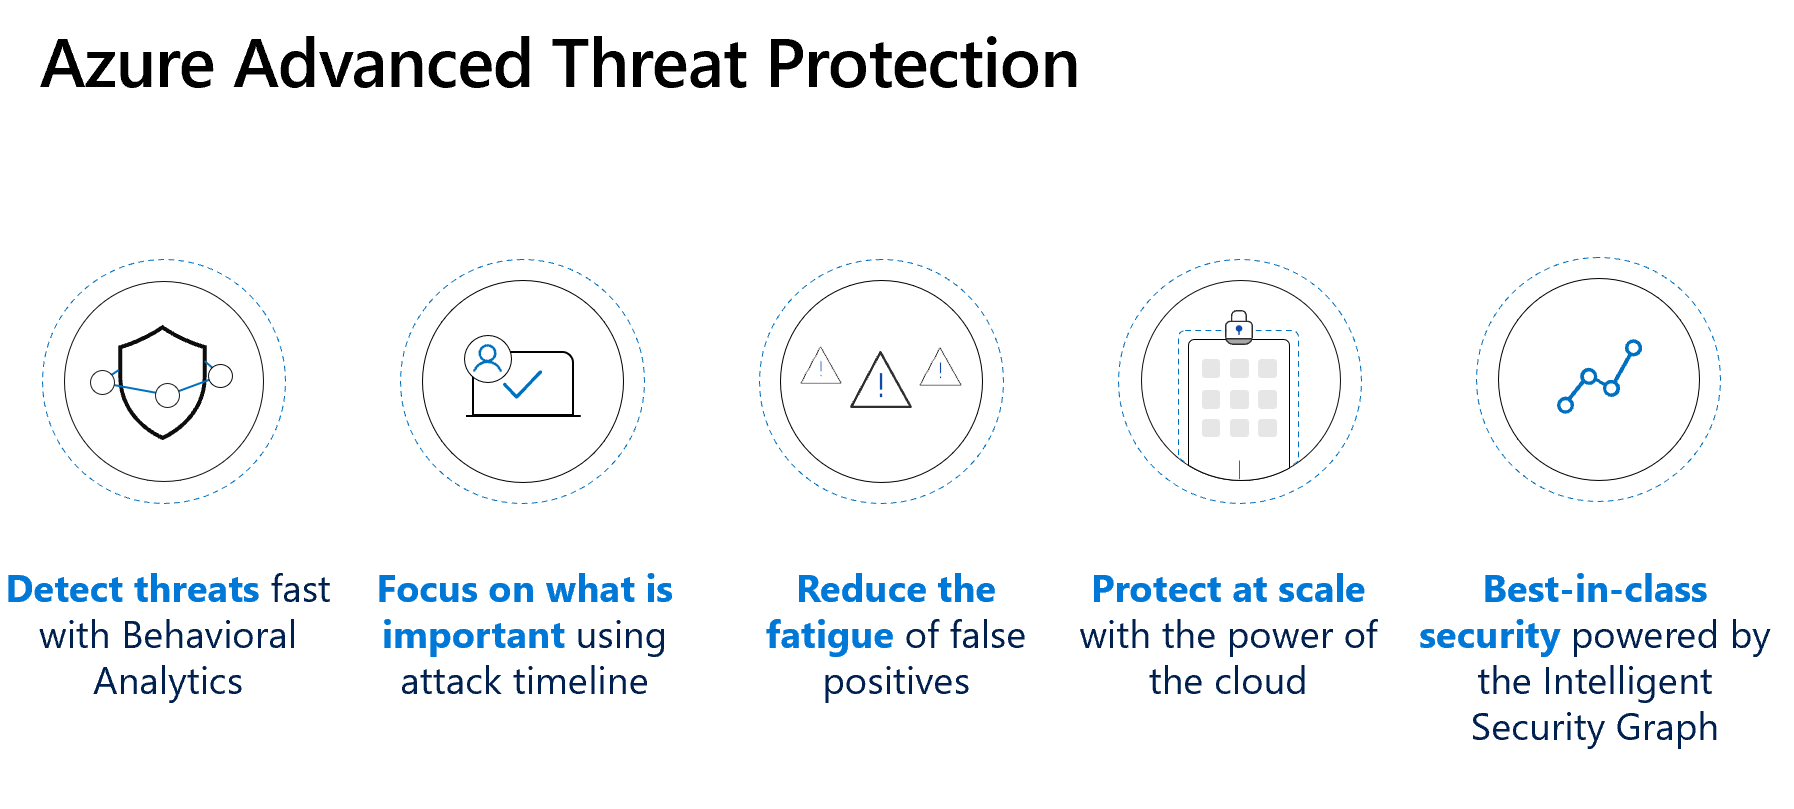 Azure Advanced Threat Protection
Detect threats fast
with Behavioral
Analytics
Focus on what is
important using
attack timeline
Reduce the
fatigue of false
positives
Protect at scale
with the power of
the cloud
Best-in-class
security powered by
the Intelligent
Security Graph